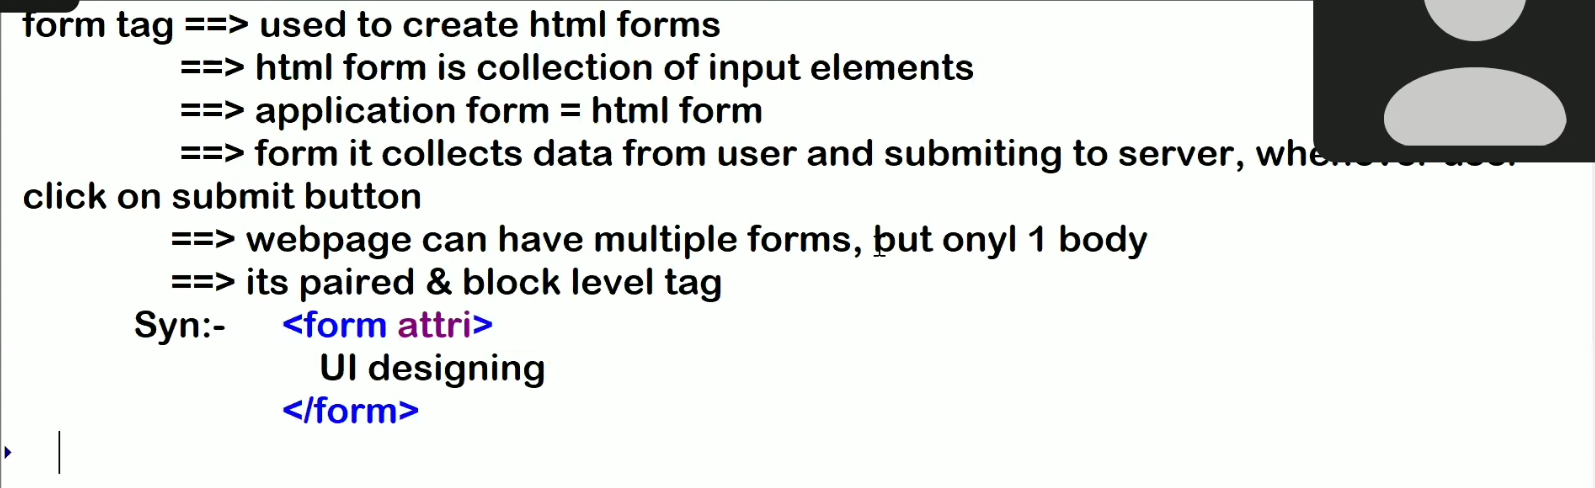 form tag ==> used to create html forms
==> html form is collection of input elements
==> application form = html form
==> form it collects data from user and submiting to server, whenever user
click on submit button
==> webpage can have multiple forms, but onyl 1 body
==> its paired & block level tag
Syn:- <form attri>
UI designing
</form>